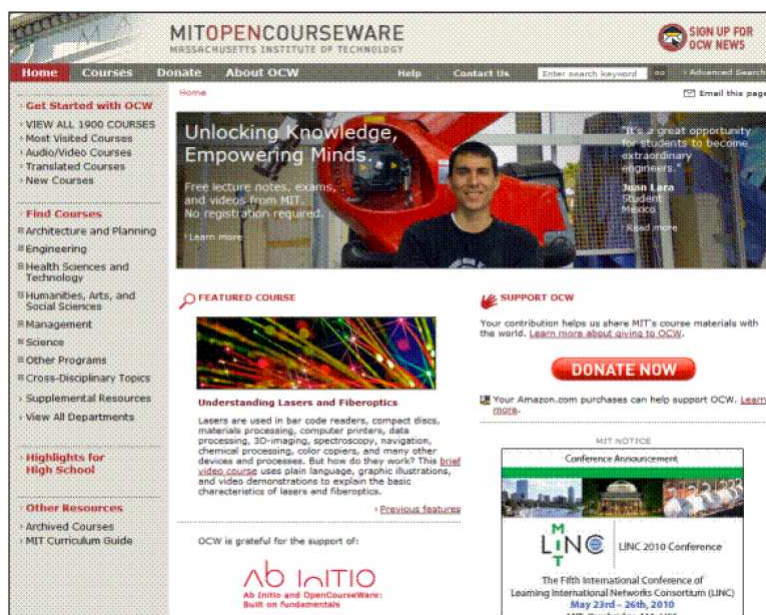 MITOPENCOURSEWARE
MASSACHUSETTS INSTITUTE OF TECHNOLOGY
SIGN UP FOR
OCW NEWS
Home Courses Donate About OCW Help Contact Us Enter search keyword GO › Advanced Search
Home
Email this page
› Get Started with OCW
› VIEW ALL 1900 COURSES
› Most Visited Courses
› Audio/Video Courses
› Translated Courses
› New Courses
› Find Courses
Architecture and Planning
Engineering
Health Sciences and
Technology
Humanities, Arts, and
Social Sciences
Management
Science
Other Programs
Cross-Disciplinary Topics
› Supplemental Resources
› View All Departments
› Highlights for
High School
› Other Resources
› Archived Courses
› MIT Curriculum Guide
Unlocking Knowledge,
Empowering Minds.
Free lecture notes, exams,
and videos from MIT.
No registration required.
› Learn more
"It's a great opportunity
for students to become
extraordinary
engineers."
Juan Lara
Student
Mexico
› Read more
FEATURED COURSE
Understanding Lasers and Fiberoptics
Lasers are used in bar code readers, compact discs,
materials processing, computer printers, data
processing, 3D-imaging, spectroscopy, navigation,
chemical processing, color copiers, and many other
devices and processes. But how do they work? This brief
video course uses plain language, graphic illustrations,
and video demonstrations to explain the basic
characteristics of lasers and fiberoptics.
› Previous features
OCW is grateful for the support of:
Ab Initio
Ab Initio and OpenCourseWare:
Built on fundamentals
SUPPORT OCW
Your contribution helps us share MIT's course materials with
the world. Learn more about giving to OCW.
DONATE NOW
Your Amazon.com purchases can help support OCW. Learn
more.
MIT NOTICE
Conference Announcement
MIT
LINC
LINC 2010 Conference
The Fifth International Conference of
Learning International Networks Consortium (LINC)
May 23rd – 26th, 2010